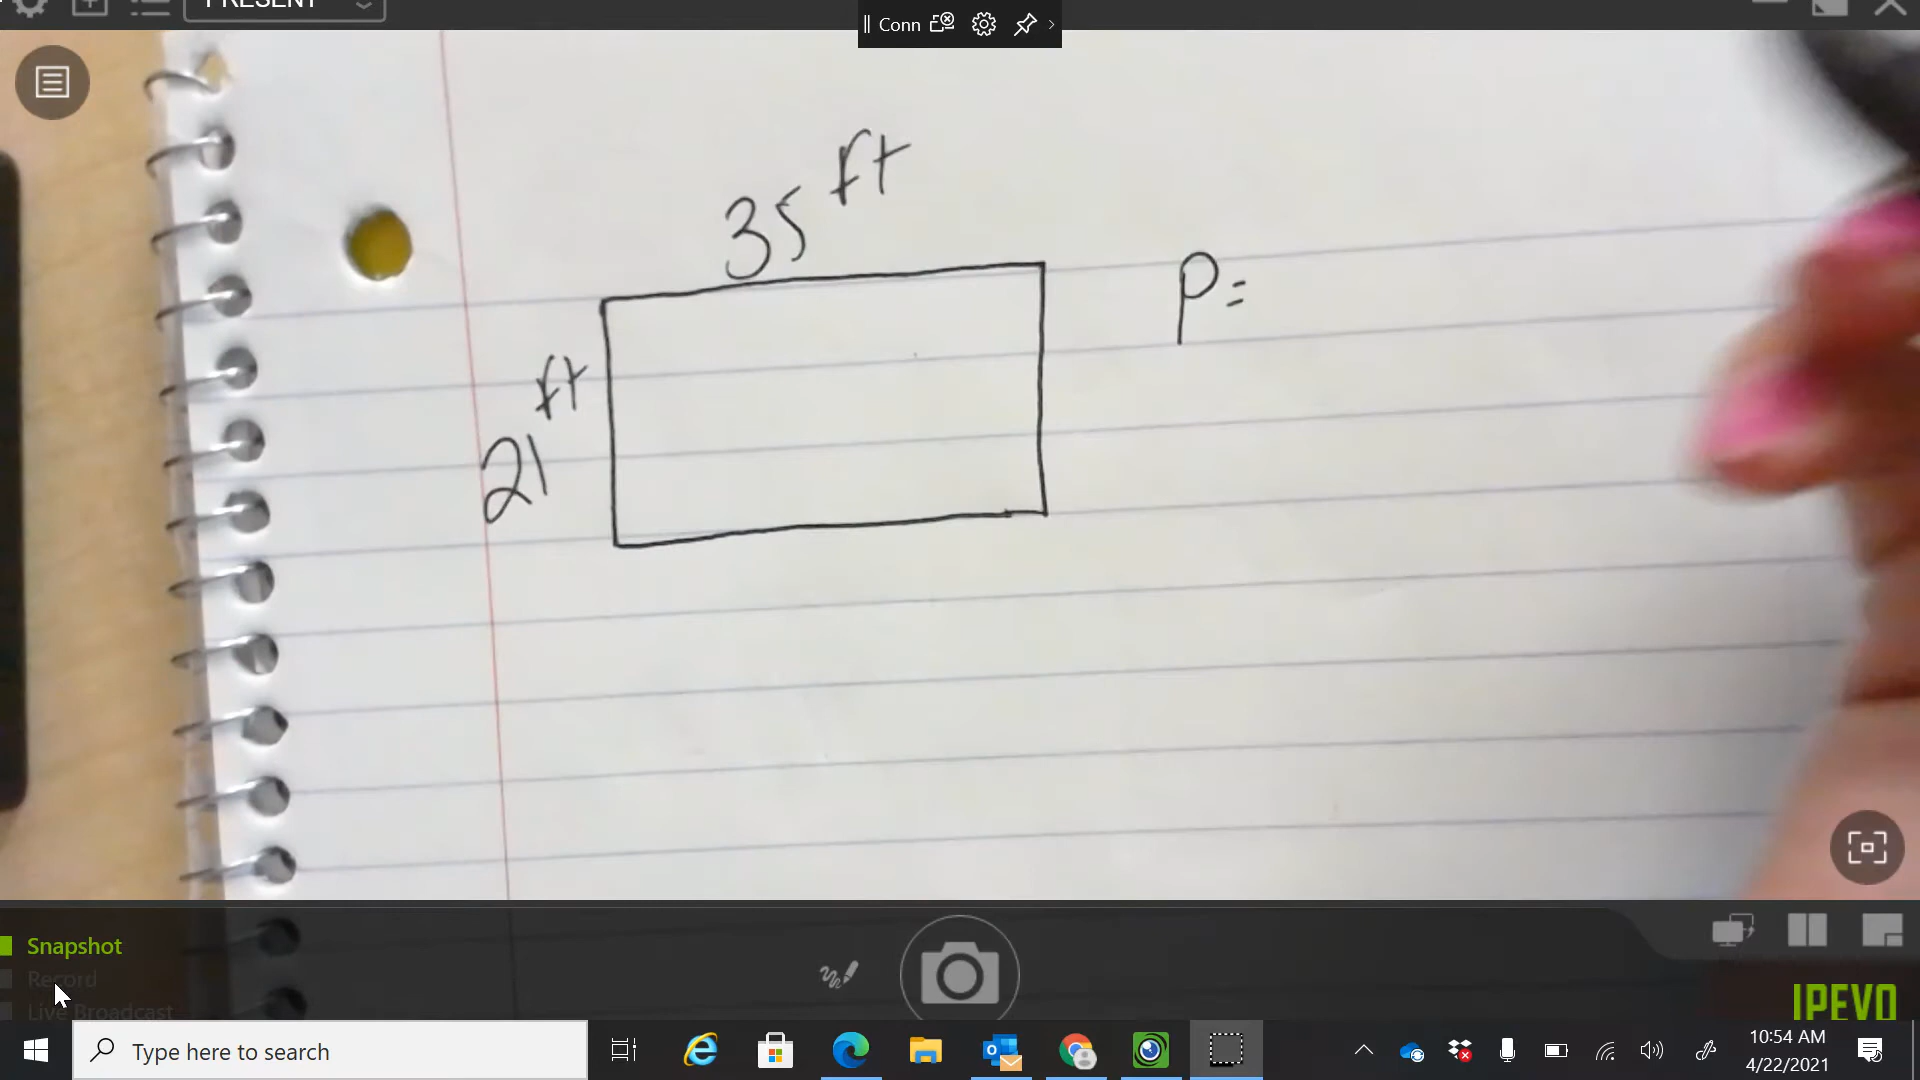 PRESENT
Conn
35 ft
P=
21 ft
Snapshot
Record
Live Broadcast
IPEVO
Type here to search
10:54 AM
4/22/2021